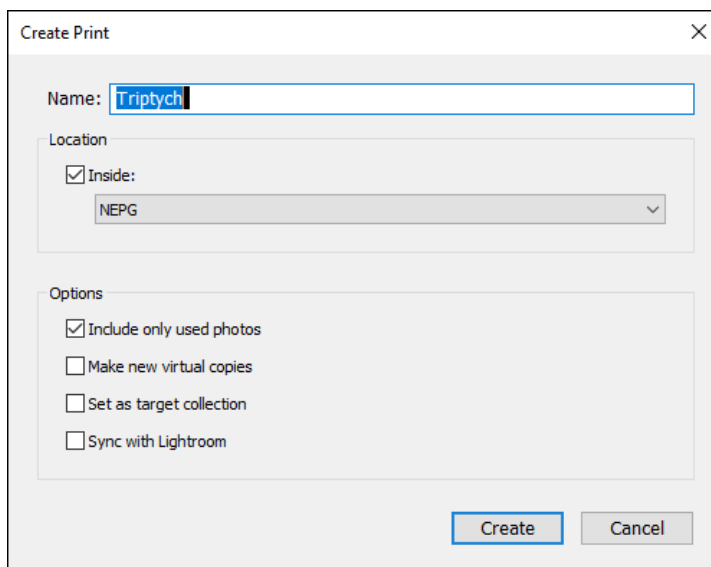 Create Print
Name: Triptych
Location
Inside:
NEPG
Options
Include only used photos
Make new virtual copies
Set as target collection
Sync with Lightroom
Create Cancel